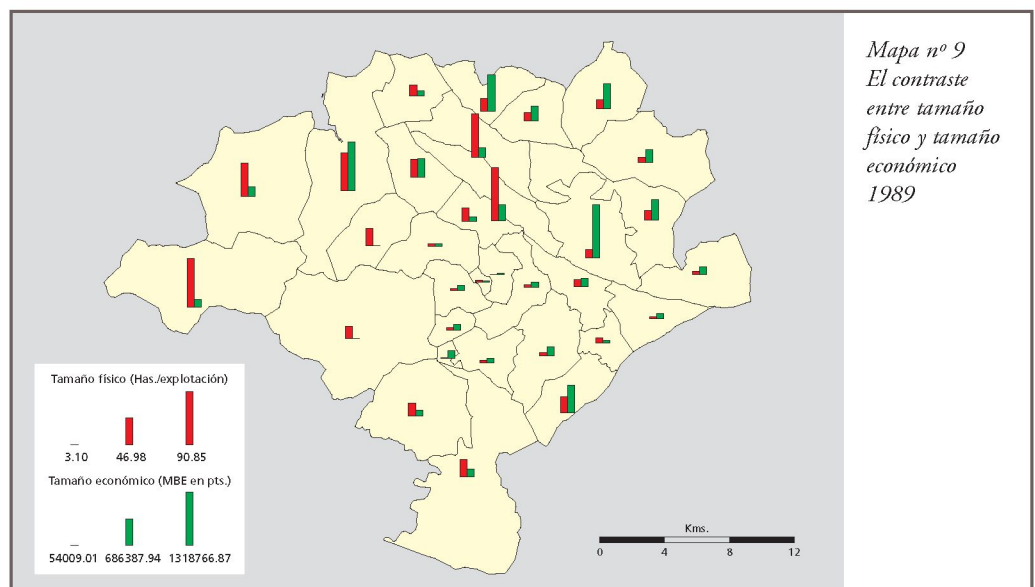 Mapa nº 9
El contraste
entre tamaño
físico y tamaño
económico
1989
Tamaño físico (Has./explotación)
3.10 46.98 90.85
Tamaño económico (MBE en pts.)
54009.01 686387.94 1318766.87
Kms.
0 4 8 12